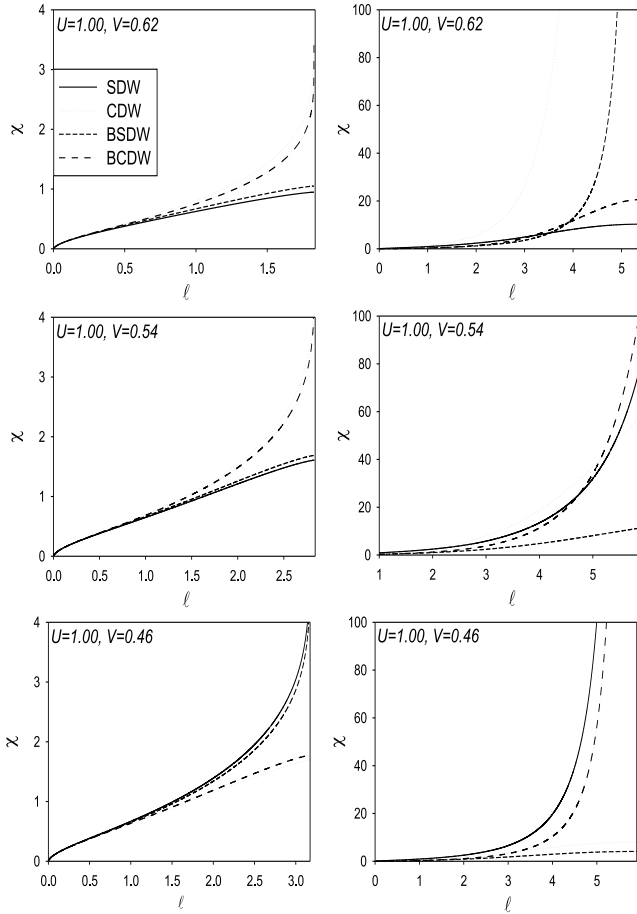 U=1.00, V=0.62
4
3
2
1
0
χ
SDW
CDW
BSDW
BCDW
0.0 0.5 1.0 1.5
ℓ
U=1.00, V=0.62
100
80
60
40
20
0
χ
0 1 2 3 4 5
ℓ
U=1.00, V=0.54
4
3
2
1
0
χ
0.0 0.5 1.0 1.5 2.0 2.5
ℓ
U=1.00, V=0.54
100
80
60
40
20
0
χ
1 2 3 4 5
ℓ
U=1.00, V=0.46
4
3
2
1
0
χ
0.0 0.5 1.0 1.5 2.0 2.5 3.0
ℓ
U=1.00, V=0.46
100
80
60
40
20
0
χ
0 1 2 3 4 5
ℓ